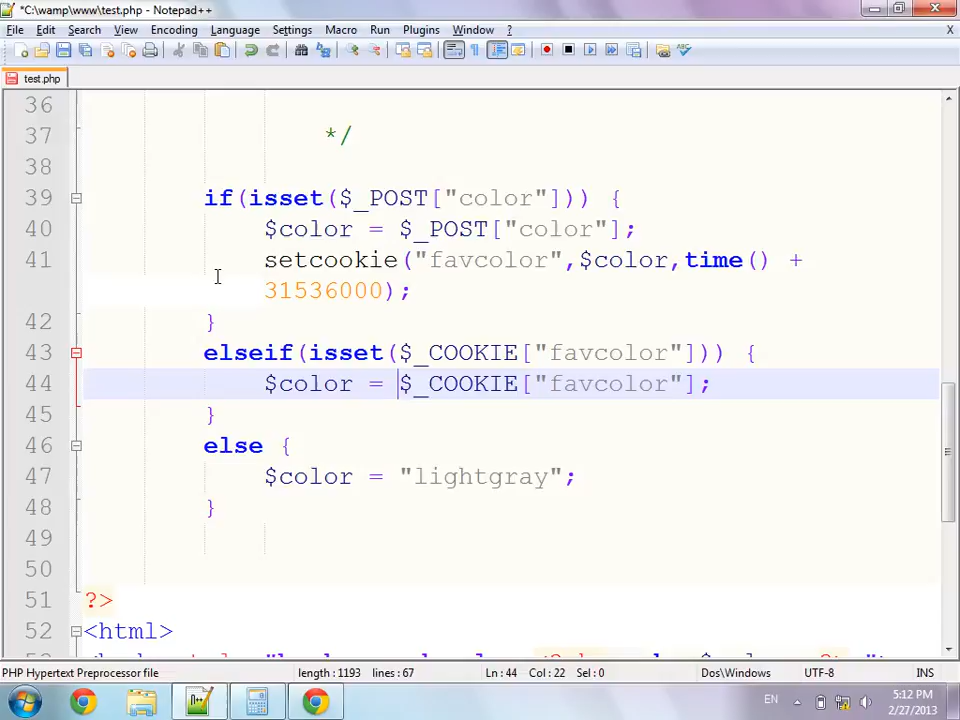 *C:\wamp\www\test.php - Notepad++
File Edit Search View Encoding Language Settings Macro Run Plugins Window ? X
test.php
36
37 */
38
39 if(isset($_POST["color"])) {
40 $color = $_POST["color"];
41 setcookie("favcolor",$color,time() +
31536000);
42 }
43 elseif(isset($_COOKIE["favcolor"])) {
44 $color = $_COOKIE["favcolor"];
45 }
46 else {
47 $color = "lightgray";
48 }
49
50
51 ?>
52 <html>
PHP Hypertext Preprocessor file length : 1193 lines : 67 Ln : 44 Col : 22 Sel : 0 Dos\Windows UTF-8 INS
EN 5:12 PM
2/27/2013